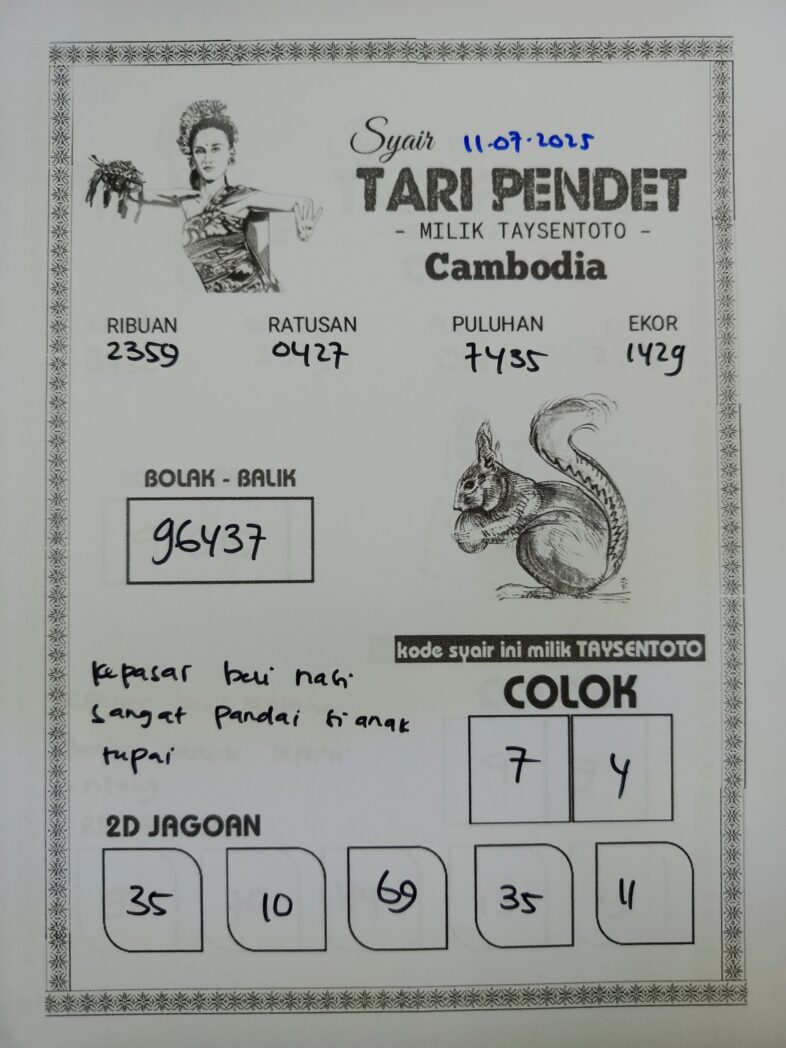 Syair 11.07.2025
TARI PENDET
- MILIK TAYSENTOTO -
Cambodia
RIBUAN RATUSAN PULUHAN EKOR
2359 0427 7435 1429
BOLAK - BALIK
96437
kode syair ini milik TAYSENTOTO
kepasar beli nasi
sangat pandai si anak
tupai
COLOK
7 4
2D JAGOAN
35 10 69 35 11